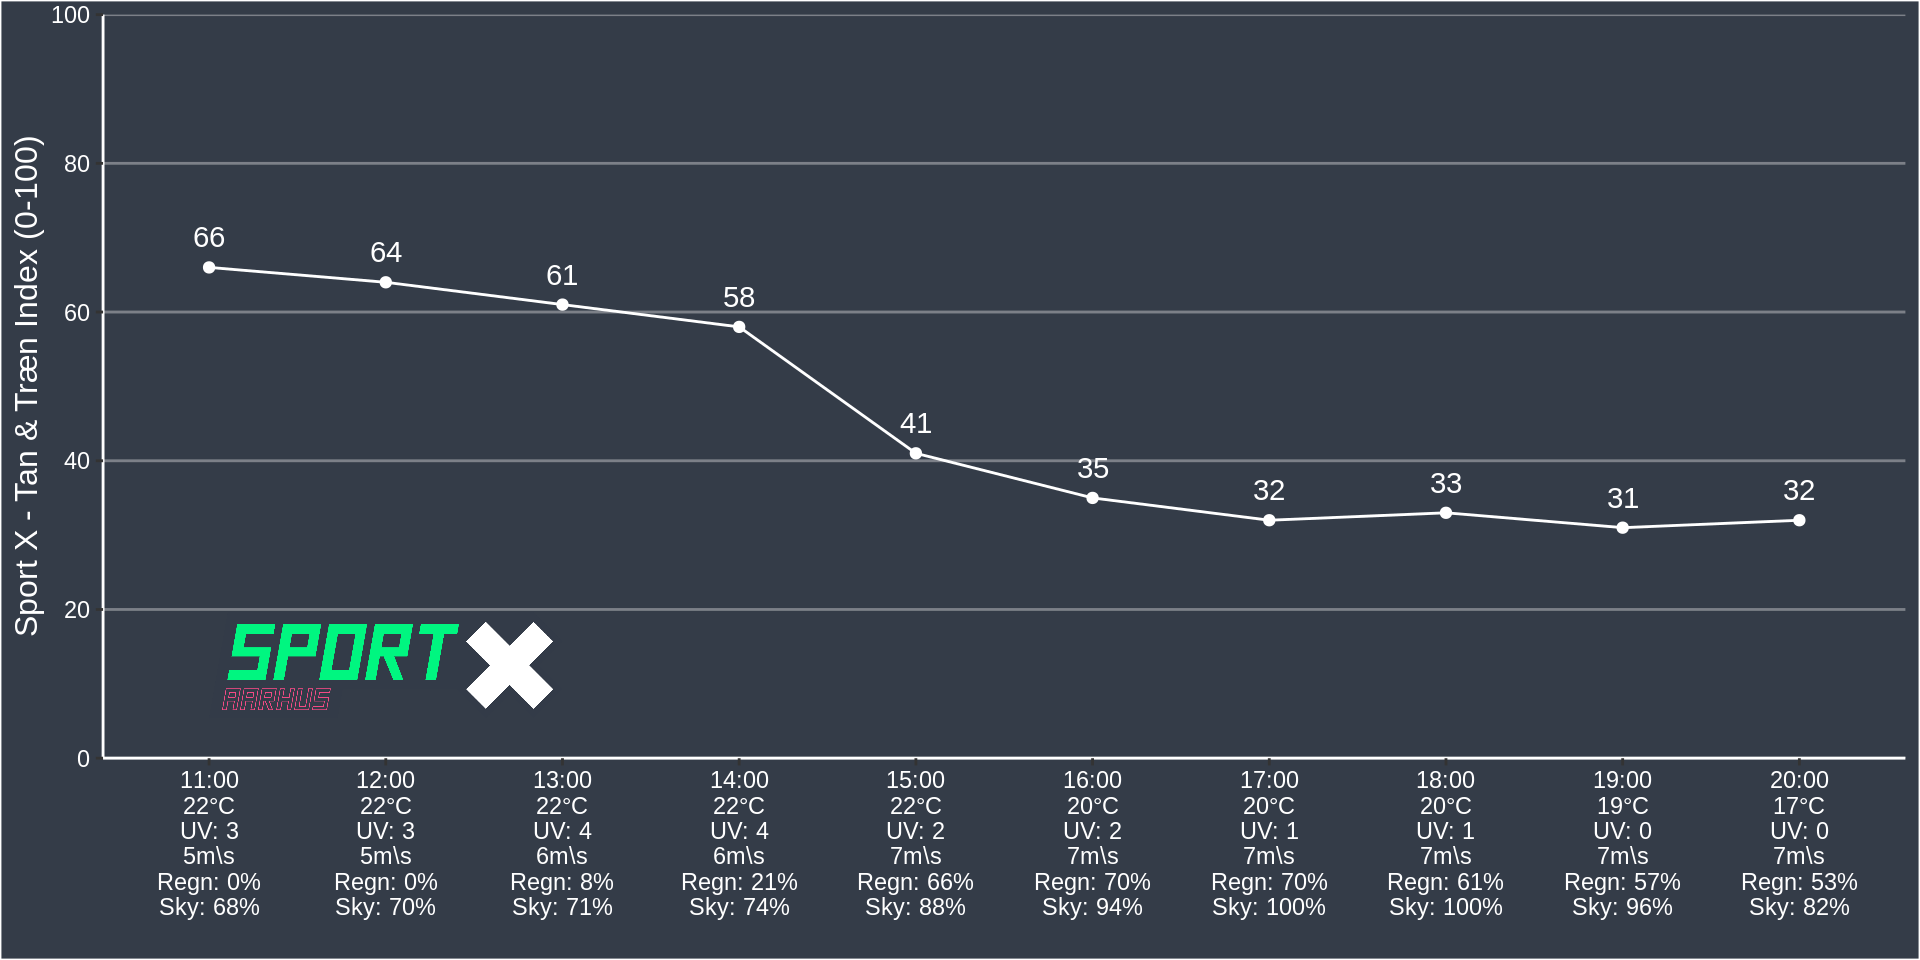 Sport X - Tan & Træn Index (0-100)
100
80
60
40
20
0
66
64
61
58
41
35
32
33
31
32
SPORT X
AARHUS
11:00 12:00 13:00 14:00 15:00 16:00 17:00 18:00 19:00 20:00
22°C 22°C 22°C 22°C 22°C 20°C 20°C 20°C 19°C 17°C
UV: 3 UV: 3 UV: 4 UV: 4 UV: 2 UV: 2 UV: 1 UV: 1 UV: 0 UV: 0
5m\s 5m\s 6m\s 6m\s 7m\s 7m\s 7m\s 7m\s 7m\s 7m\s
Regn: 0% Regn: 0% Regn: 8% Regn: 21% Regn: 66% Regn: 70% Regn: 70% Regn: 61% Regn: 57% Regn: 53%
Sky: 68% Sky: 70% Sky: 71% Sky: 74% Sky: 88% Sky: 94% Sky: 100% Sky: 100% Sky: 96% Sky: 82%